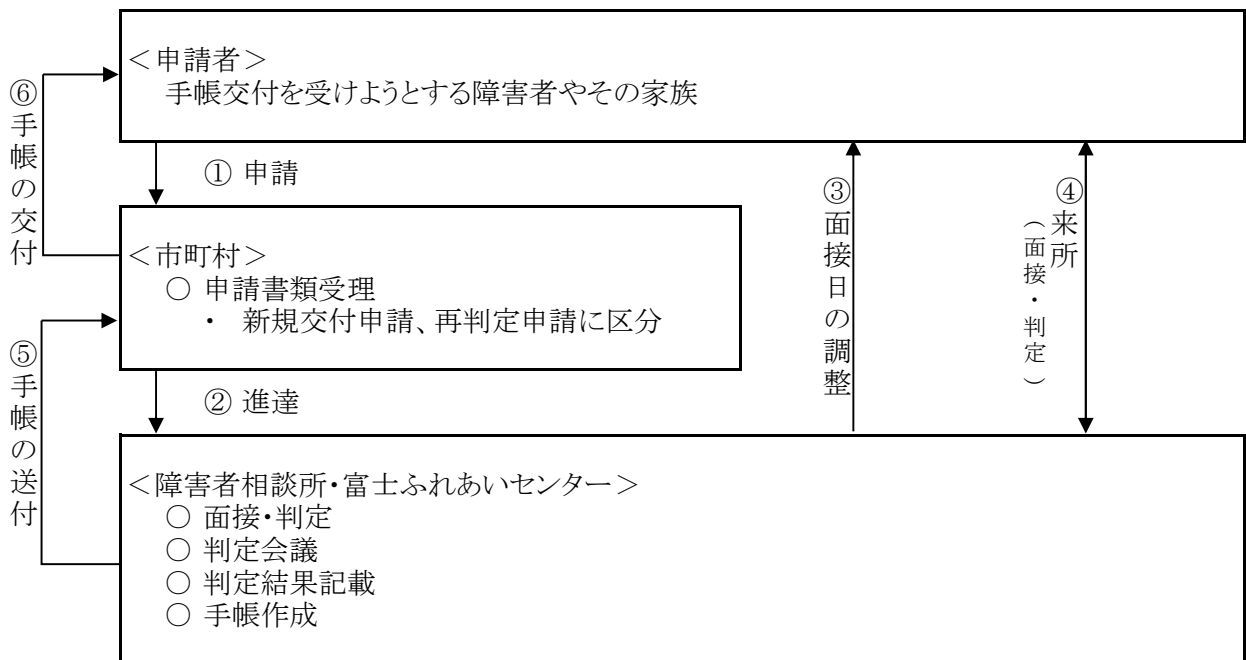 ＜申請者＞
手帳交付を受けようとする障害者やその家族
⑥手帳の交付
① 申請
③面接日の調整
④来所
（面接・判定）
＜市町村＞
○ 申請書類受理
・ 新規交付申請、再判定申請に区分
⑤手帳の送付
② 進達
＜障害者相談所・富士ふれあいセンター＞
○ 面接・判定
○ 判定会議
○ 判定結果記載
○ 手帳作成